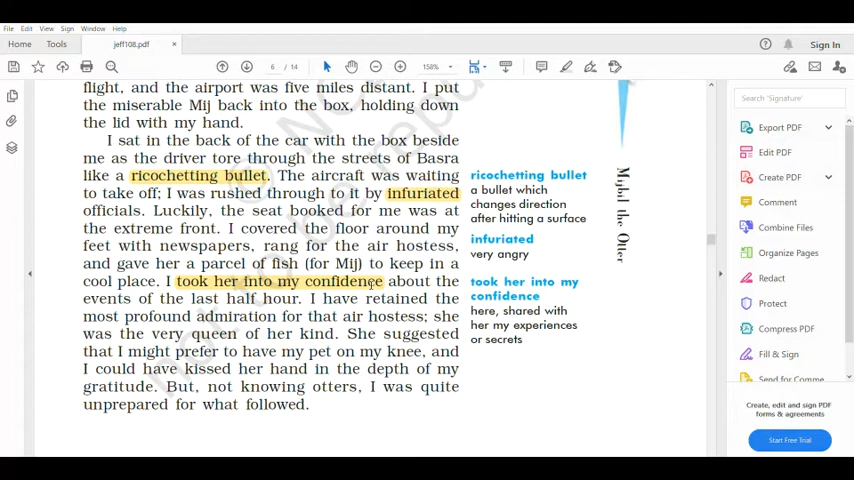 File Edit View Sign Window Help
Home Tools jeff108.pdf × Sign In
6 / 14 158%
flight, and the airport was five miles distant. I put
the miserable Mij back into the box, holding down
the lid with my hand.
I sat in the back of the car with the box beside
me as the driver tore through the streets of Basra
like a ricochetting bullet. The aircraft was waiting
to take off; I was rushed through to it by infuriated
officials. Luckily, the seat booked for me was at
the extreme front. I covered the floor around my
feet with newspapers, rang for the air hostess,
and gave her a parcel of fish (for Mij) to keep in a
cool place. I took her into my confidence about the
events of the last half hour. I have retained the
most profound admiration for that air hostess; she
was the very queen of her kind. She suggested
that I might prefer to have my pet on my knee, and
I could have kissed her hand in the depth of my
gratitude. But, not knowing otters, I was quite
unprepared for what followed.
ricochetting bullet
a bullet which
changes direction
after hitting a surface
infuriated
very angry
took her into my
confidence
here, shared with
her my experiences
or secrets
Mijbil the Otter
not to be repu
Search 'Signature'
Export PDF
Edit PDF
Create PDF
Comment
Combine Files
Organize Pages
Redact
Protect
Compress PDF
Fill & Sign
Send for Comme
Create, edit and sign PDF
forms & agreements
Start Free Trial